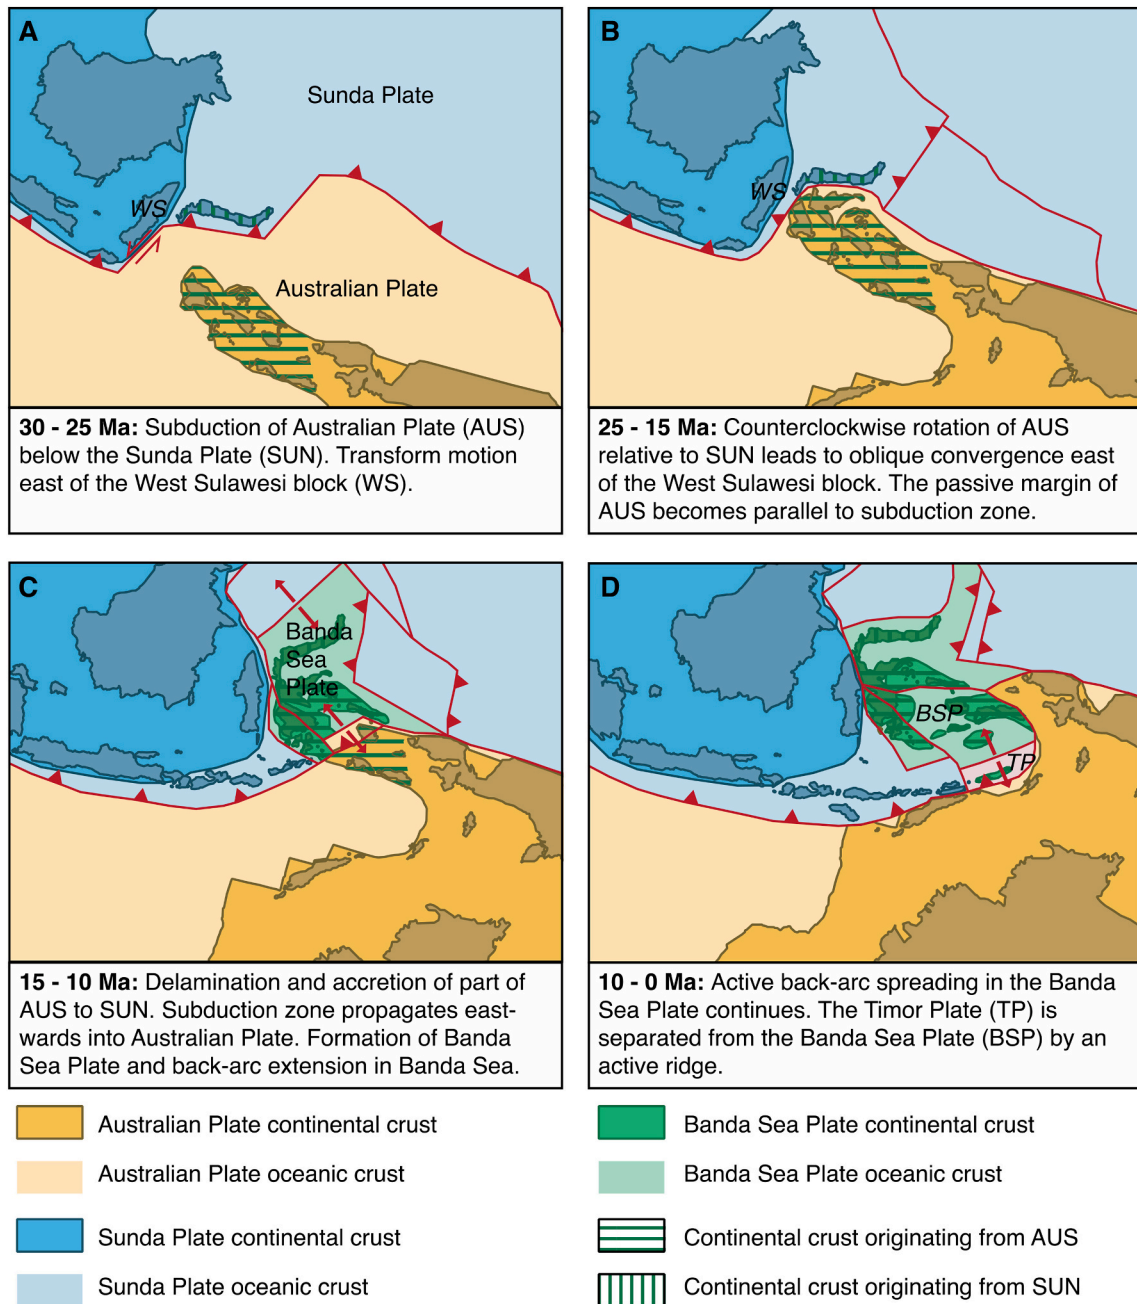 A
Sunda Plate
WS
Australian Plate
30 - 25 Ma: Subduction of Australian Plate (AUS)
below the Sunda Plate (SUN). Transform motion
east of the West Sulawesi block (WS).
B
WS
25 - 15 Ma: Counterclockwise rotation of AUS
relative to SUN leads to oblique convergence east
of the West Sulawesi block. The passive margin of
AUS becomes parallel to subduction zone.
C
Banda
Sea
Plate
15 - 10 Ma: Delamination and accretion of part of
AUS to SUN. Subduction zone propagates east-
wards into Australian Plate. Formation of Banda
Sea Plate and back-arc extension in Banda Sea.
D
BSP
TP
10 - 0 Ma: Active back-arc spreading in the Banda
Sea Plate continues. The Timor Plate (TP) is
separated from the Banda Sea Plate (BSP) by an
active ridge.
Australian Plate continental crust
Australian Plate oceanic crust
Sunda Plate continental crust
Sunda Plate oceanic crust
Banda Sea Plate continental crust
Banda Sea Plate oceanic crust
Continental crust originating from AUS
Continental crust originating from SUN